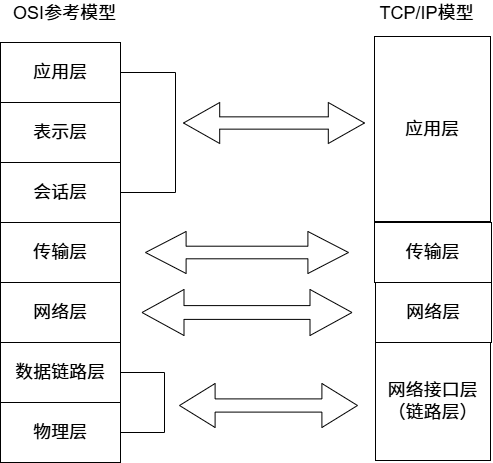 OSI参考模型
TCP/IP模型
应用层
表示层
会话层
传输层
网络层
数据链路层
物理层
应用层
传输层
网络层
网络接口层
（链路层）